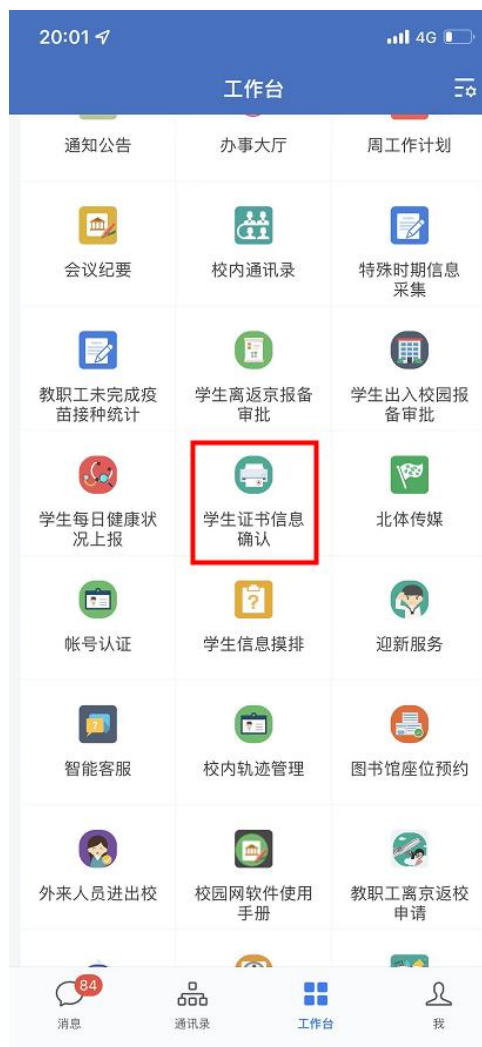 20:01
4G
工作台
通知公告
办事大厅
周工作计划
会议纪要
校内通讯录
特殊时期信息
采集
教职工未完成疫
苗接种统计
学生离返京报备
审批
学生出入校园报
备审批
学生每日健康状
况上报
学生证书信息
确认
北体传媒
帐号认证
学生信息摸排
迎新服务
智能客服
校内轨迹管理
图书馆座位预约
外来人员进出校
校园网软件使用
手册
教职工离京返校
申请
84
消息
通讯录
工作台
我